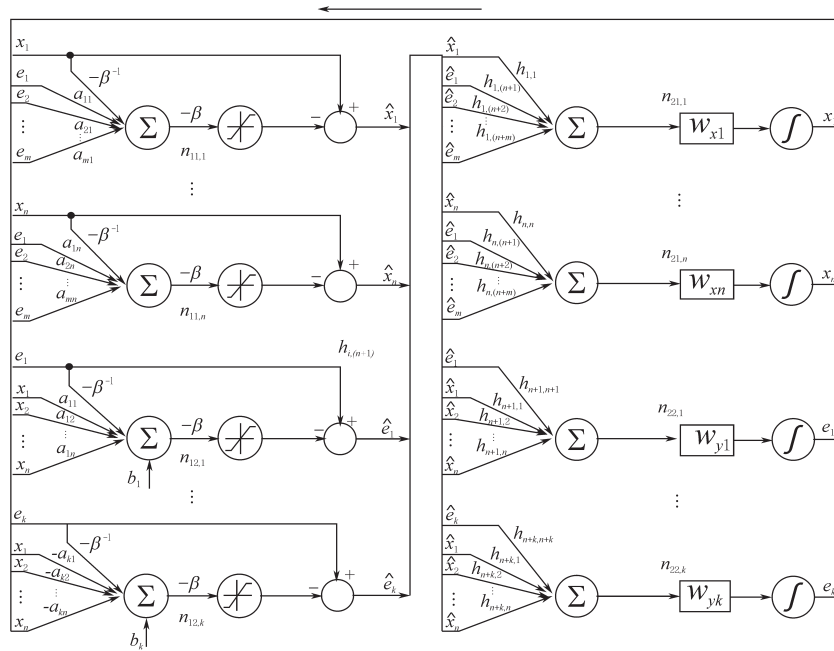 x₁
−β⁻¹
e₁
e₂
⋮
eₘ
a₁₁
a₂₁
⋮
aₘ₁
Σ
−β
n₁₁,₁
−
+
x̂₁
⋮
xₙ
−β⁻¹
e₁
e₂
⋮
eₘ
a₁ₙ
a₂ₙ
⋮
aₘₙ
Σ
−β
n₁₁,ₙ
−
+
x̂ₙ
e₁
−β⁻¹
hᵢ,₍ₙ₊₁₎
x₁
x₂
⋮
xₙ
a₁₁
a₁₂
⋮
a₁ₙ
Σ
b₁
−β
n₁₂,₁
−
+
ê₁
⋮
eₖ
−β⁻¹
x₁
x₂
⋮
xₙ
-aₖ₁
-aₖ₂
⋮
-aₖₙ
Σ
bₖ
−β
n₁₂,ₖ
−
+
êₖ
x̂₁
ê₁
ê₂
⋮
êₘ
h₁,₁
h₁,₍ₙ₊₁₎
h₁,₍ₙ₊₂₎
⋮
h₁,₍ₙ₊ₘ₎
Σ
n₂₁,₁
wₓ₁
∫
x₁
⋮
x̂ₙ
ê₁
ê₂
⋮
êₘ
hₙ,ₙ
hₙ,₍ₙ₊₁₎
hₙ,₍ₙ₊₂₎
⋮
hₙ,₍ₙ₊ₘ₎
Σ
n₂₁,ₙ
wₓₙ
∫
xₙ
ê₁
x̂₁
x̂₂
⋮
x̂ₙ
hₙ₊₁,ₙ₊₁
hₙ₊₁,₁
hₙ₊₁,₂
⋮
hₙ₊₁,ₙ
Σ
n₂₂,₁
w_y1
∫
e₁
⋮
êₖ
x̂₁
x̂₂
⋮
x̂ₙ
hₙ₊ₖ,ₙ₊ₖ
hₙ₊ₖ,₁
hₙ₊ₖ,₂
⋮
hₙ₊ₖ,ₙ
Σ
n₂₂,ₖ
w_yk
∫
eₖ